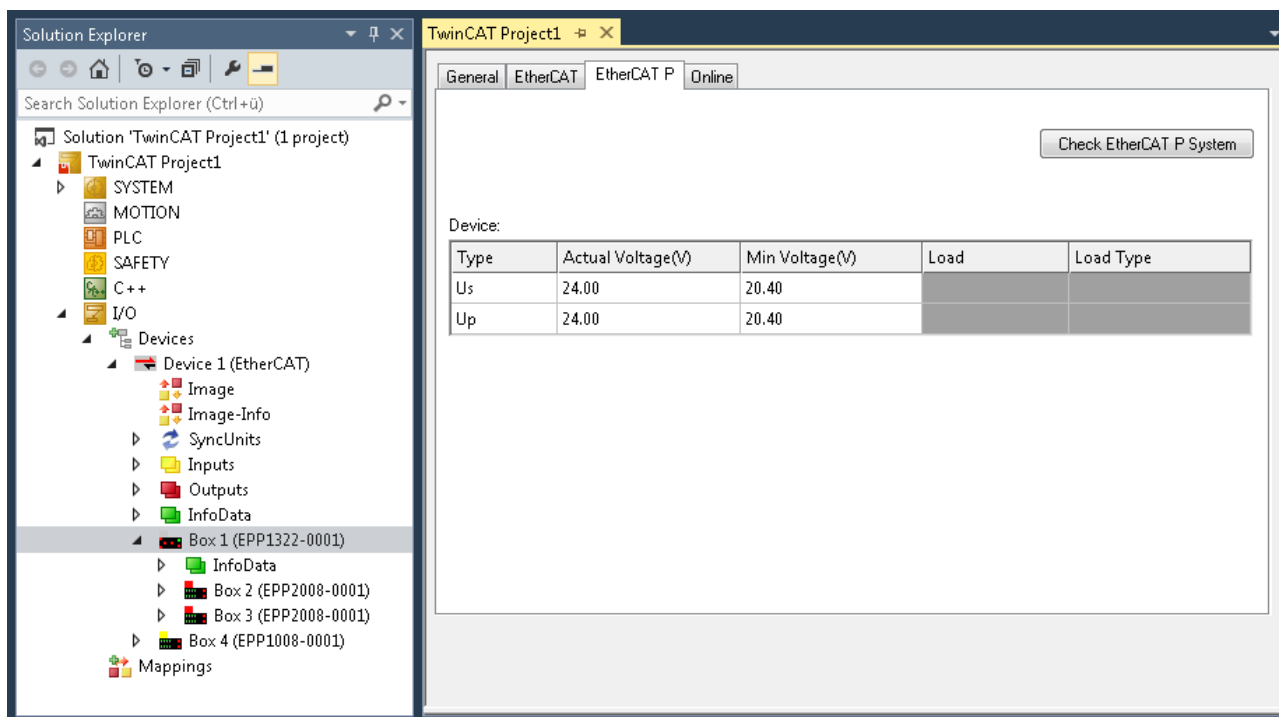 Solution Explorer
Search Solution Explorer (Ctrl+ü)
Solution 'TwinCAT Project1' (1 project)
TwinCAT Project1
SYSTEM
MOTION
PLC
SAFETY
C++
I/O
Devices
Device 1 (EtherCAT)
Image
Image-Info
SyncUnits
Inputs
Outputs
InfoData
Box 1 (EPP1322-0001)
InfoData
Box 2 (EPP2008-0001)
Box 3 (EPP2008-0001)
Box 4 (EPP1008-0001)
Mappings
TwinCAT Project1
General EtherCAT EtherCAT P Online
Check EtherCAT P System
Device:
Type Actual Voltage(V) Min Voltage(V) Load Load Type
Us 24.00 20.40
Up 24.00 20.40